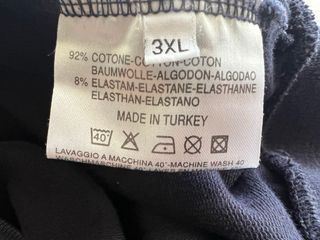 3XL
92% COTONE-COTTON-COTON
BAUMWOLLE-ALGODON-ALGODAO
8% ELASTAM-ELASTANE-ELASTHANNE
ELASTHAN-ELASTANO
MADE IN TURKEY
40°
LAVAGGIO A MACCHINA 40°-MACHINE WASH 40